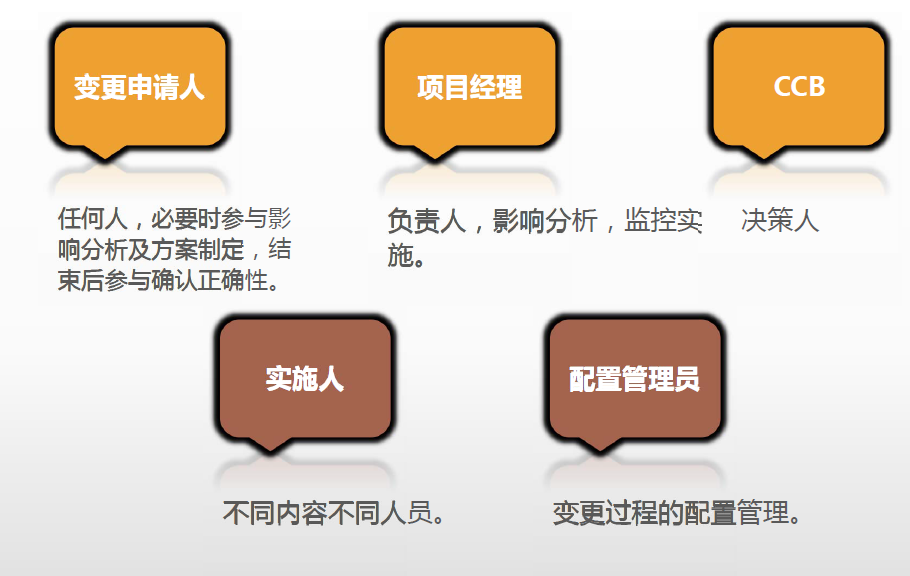 变更申请人
项目经理
CCB
任何人，必要时参与影
响分析及方案制定，结
束后参与确认正确性。
负责人，影响分析，监控实
施。
决策人
实施人
配置管理员
不同内容不同人员。
变更过程的配置管理。